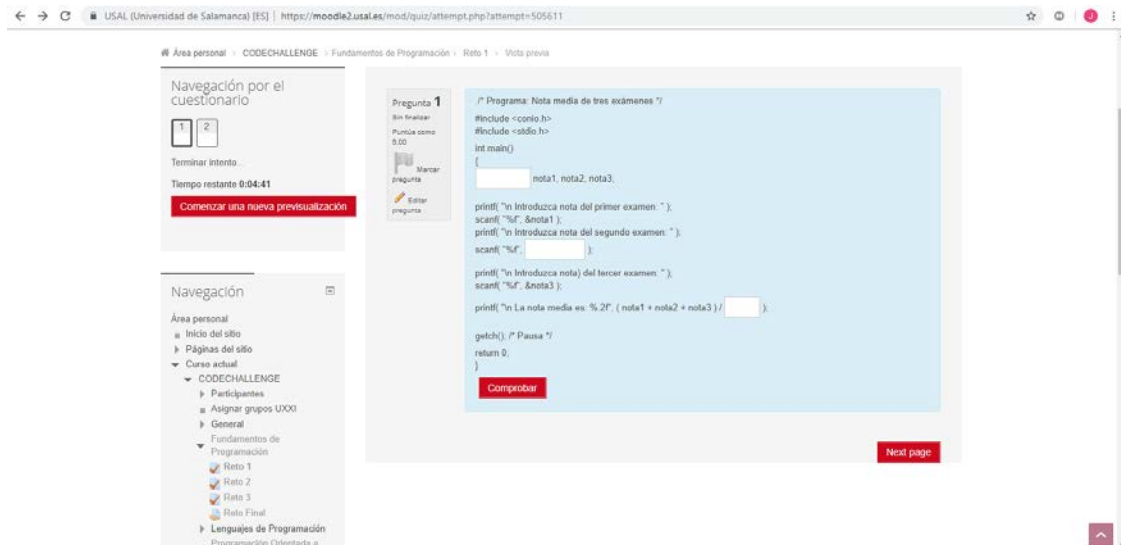 USAL (Universidad de Salamanca) [ES] | https://moodle2.usal.es/mod/quiz/attempt.php?attempt=505611
Área personal > CODECHALLENGE > Fundamentos de Programación > Reto 1 > Vista previa
Navegación por el
cuestionario
1 2
Terminar intento...
Tiempo restante 0:04:41
Comenzar una nueva previsualización
Navegación
Área personal
Inicio del sitio
Páginas del sitio
Curso actual
CODECHALLENGE
Participantes
Asignar grupos UXXI
General
Fundamentos de
Programación
Reto 1
Reto 2
Reto 3
Reto Final
Lenguajes de Programación
Programación Orientada a
Pregunta 1
Sin finalizar
Puntúa como
5,00
Marcar
pregunta
Editar
pregunta
/* Programa: Nota media de tres exámenes */
#include <conio.h>
#include <stdio.h>
int main()
{
nota1, nota2, nota3;
printf( "\n Introduzca nota del primer examen: " );
scanf( "%f", &nota1 );
printf( "\n Introduzca nota del segundo examen: " );
scanf( "%f", );
printf( "\n Introduzca nota) del tercer examen: " );
scanf( "%f", &nota3 );
printf( "\n La nota media es: %.2f", ( nota1 + nota2 + nota3 ) / );
getch(); /* Pausa */
return 0;
}
Comprobar
Next page